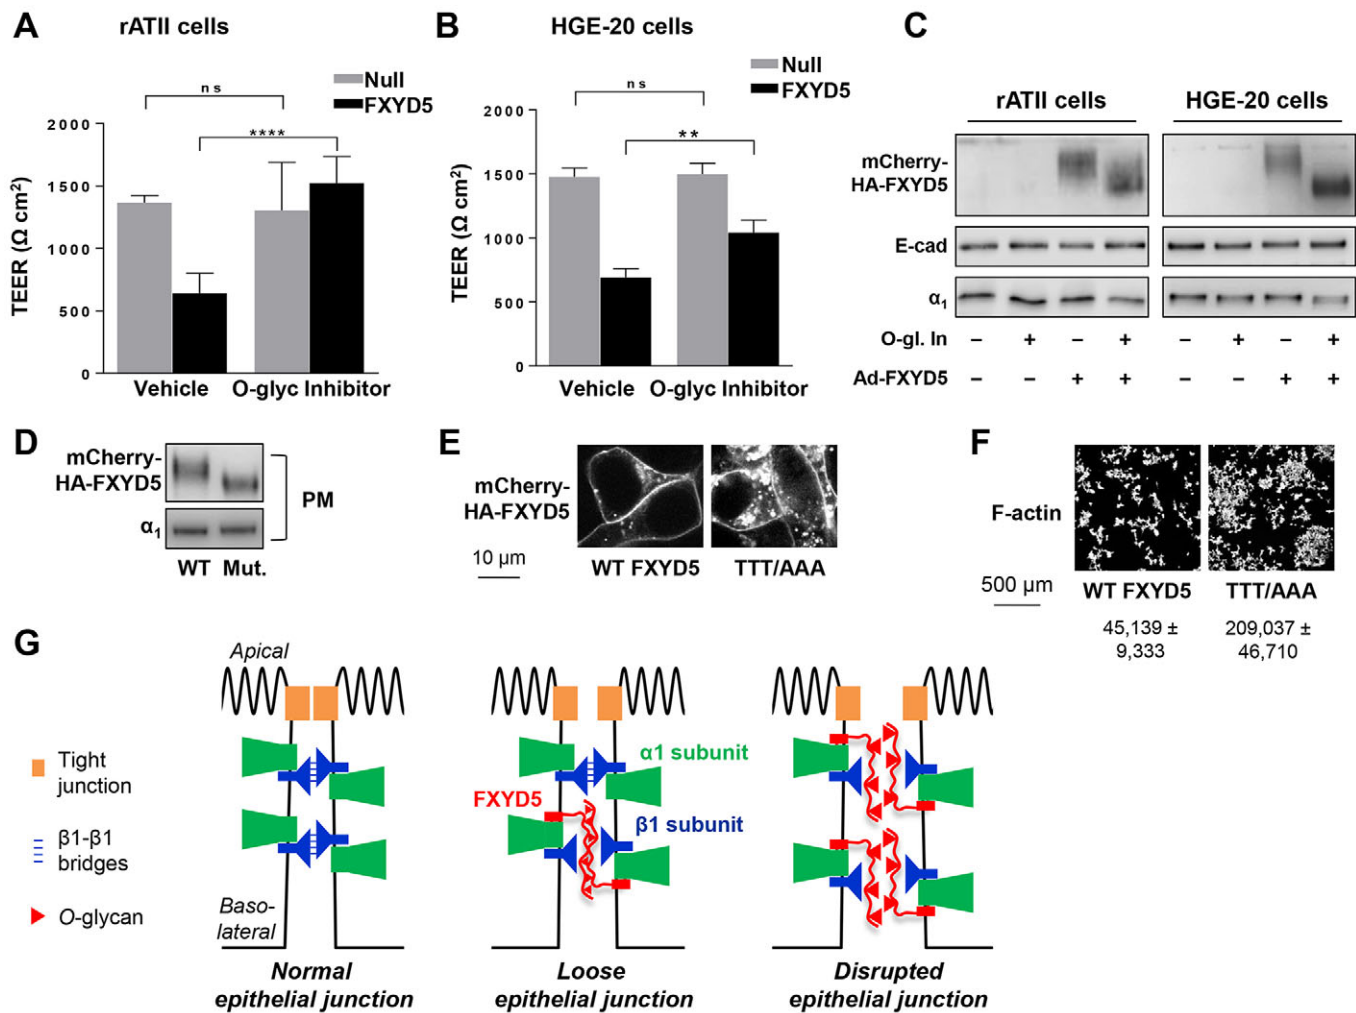 A
rATII cells
Null
FXYD5
ns
****
TEER (Ω cm²)
2000
1500
1000
500
0
Vehicle
O-glyc Inhibitor
B
HGE-20 cells
Null
FXYD5
ns
**
TEER (Ω cm²)
2000
1500
1000
500
0
Vehicle
O-glyc Inhibitor
C
rATII cells
HGE-20 cells
mCherry-
HA-FXYD5
E-cad
α1
O-gl. In – + – + – + – +
Ad-FXYD5 – – + + – – + +
D
mCherry-
HA-FXYD5
α1
PM
WT Mut.
E
mCherry-
HA-FXYD5
10 µm
WT FXYD5
TTT/AAA
F
F-actin
500 µm
WT FXYD5
TTT/AAA
45,139 ±
9,333
209,037 ±
46,710
G
Apical
Tight
junction
β1-β1
bridges
O-glycan
Baso-
lateral
FXYD5
α1 subunit
β1 subunit
Normal
epithelial junction
Loose
epithelial junction
Disrupted
epithelial junction